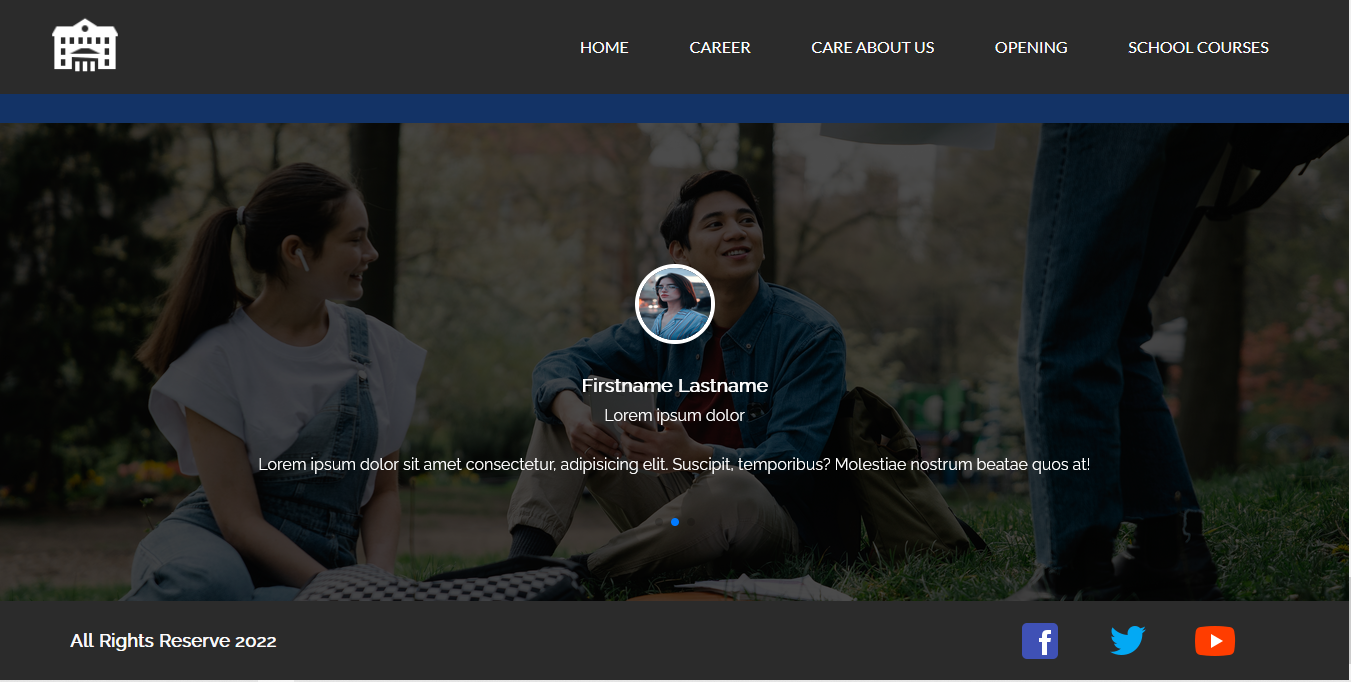 HOME CAREER CARE ABOUT US OPENING SCHOOL COURSES
Firstname Lastname
Lorem ipsum dolor
Lorem ipsum dolor sit amet consectetur, adipisicing elit. Suscipit, temporibus? Molestiae nostrum beatae quos at!
All Rights Reserve 2022